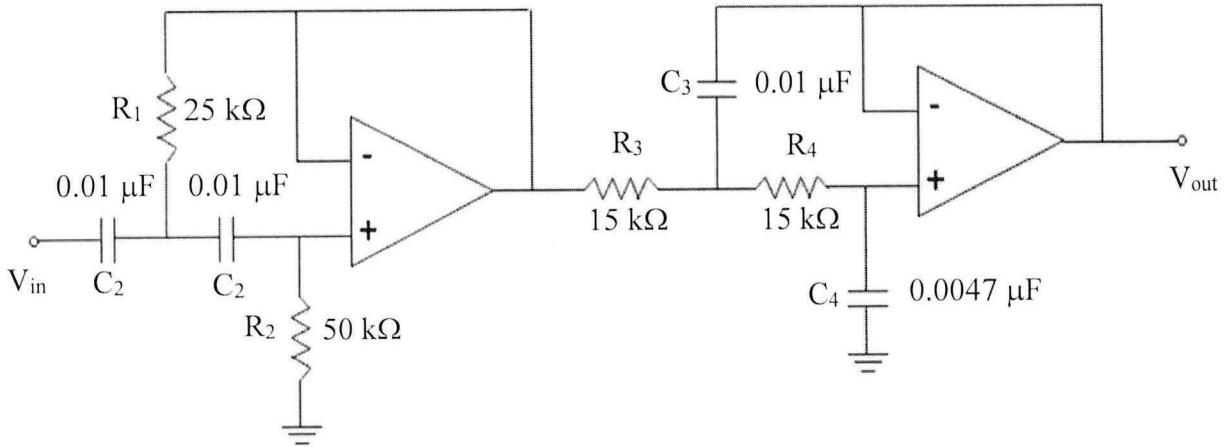 C₃ 0.01 μF
R₁ 25 kΩ
-
-
R₃ R₄
0.01 μF 0.01 μF
+
+
15 kΩ 15 kΩ
Vout
Vin
C₂ C₂
R₂ 50 kΩ
C₄ 0.0047 μF